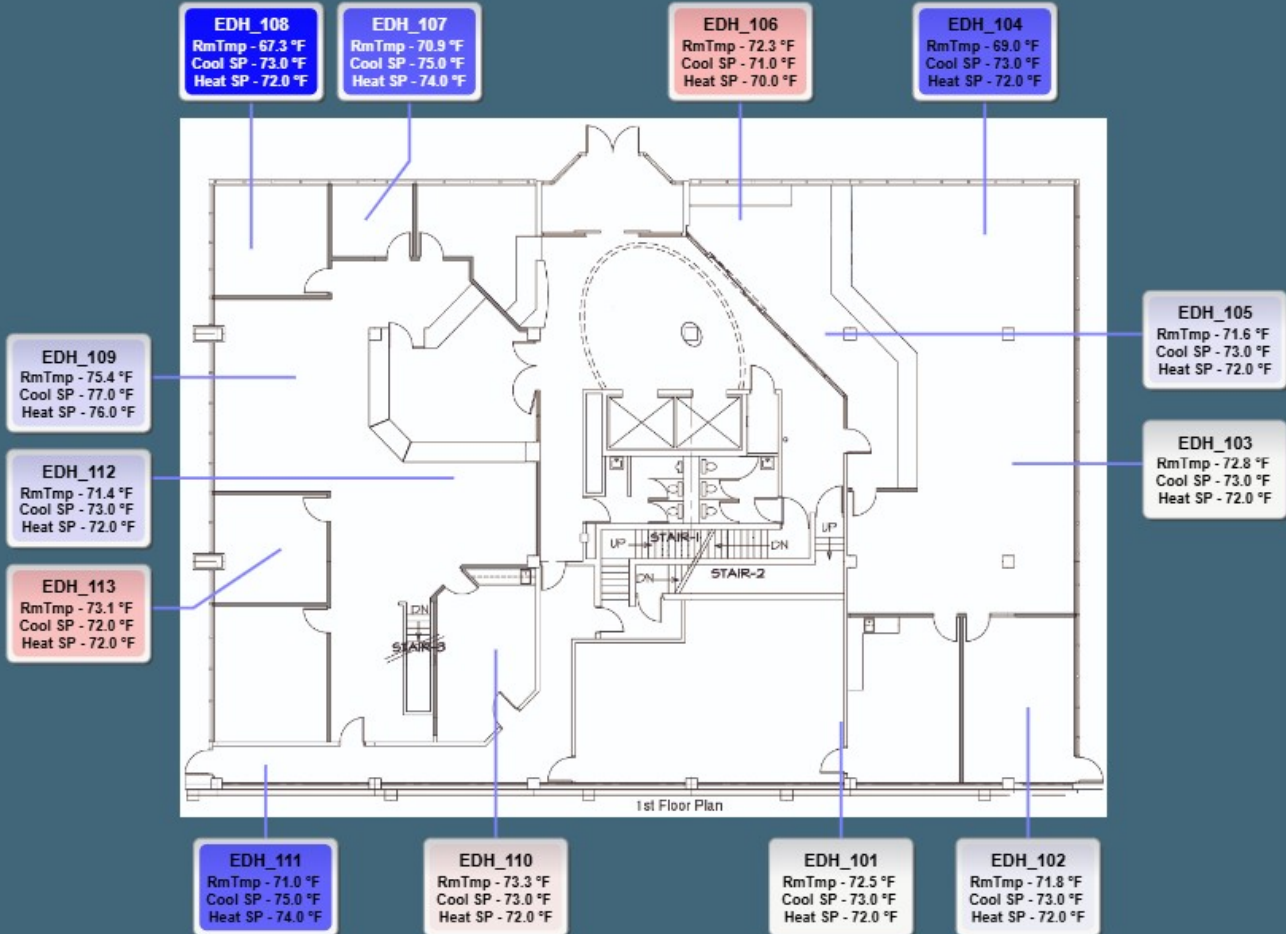 EDH_108
RmTmp - 67.3 °F
Cool SP - 73.0 °F
Heat SP - 72.0 °F
EDH_107
RmTmp - 70.9 °F
Cool SP - 75.0 °F
Heat SP - 74.0 °F
EDH_106
RmTmp - 72.3 °F
Cool SP - 71.0 °F
Heat SP - 70.0 °F
EDH_104
RmTmp - 69.0 °F
Cool SP - 73.0 °F
Heat SP - 72.0 °F
EDH_105
RmTmp - 71.6 °F
Cool SP - 73.0 °F
Heat SP - 72.0 °F
EDH_109
RmTmp - 75.4 °F
Cool SP - 77.0 °F
Heat SP - 76.0 °F
EDH_103
RmTmp - 72.8 °F
Cool SP - 73.0 °F
Heat SP - 72.0 °F
EDH_112
RmTmp - 71.4 °F
Cool SP - 73.0 °F
Heat SP - 72.0 °F
EDH_113
RmTmp - 73.1 °F
Cool SP - 72.0 °F
Heat SP - 72.0 °F
UP
UP
STAIR-1
DN
DN
STAIR-2
DN
STAIR-3
1st Floor Plan
EDH_111
RmTmp - 71.0 °F
Cool SP - 75.0 °F
Heat SP - 74.0 °F
EDH_110
RmTmp - 73.3 °F
Cool SP - 73.0 °F
Heat SP - 72.0 °F
EDH_101
RmTmp - 72.5 °F
Cool SP - 73.0 °F
Heat SP - 72.0 °F
EDH_102
RmTmp - 71.8 °F
Cool SP - 73.0 °F
Heat SP - 72.0 °F